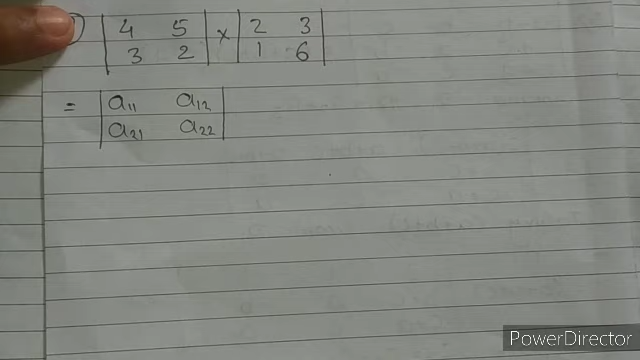 | 4 5 | × | 2 3 |
| 3 2 |   | 1 6 |
= | a₁₁ a₁₂ |
| a₂₁ a₂₂ |
PowerDirector